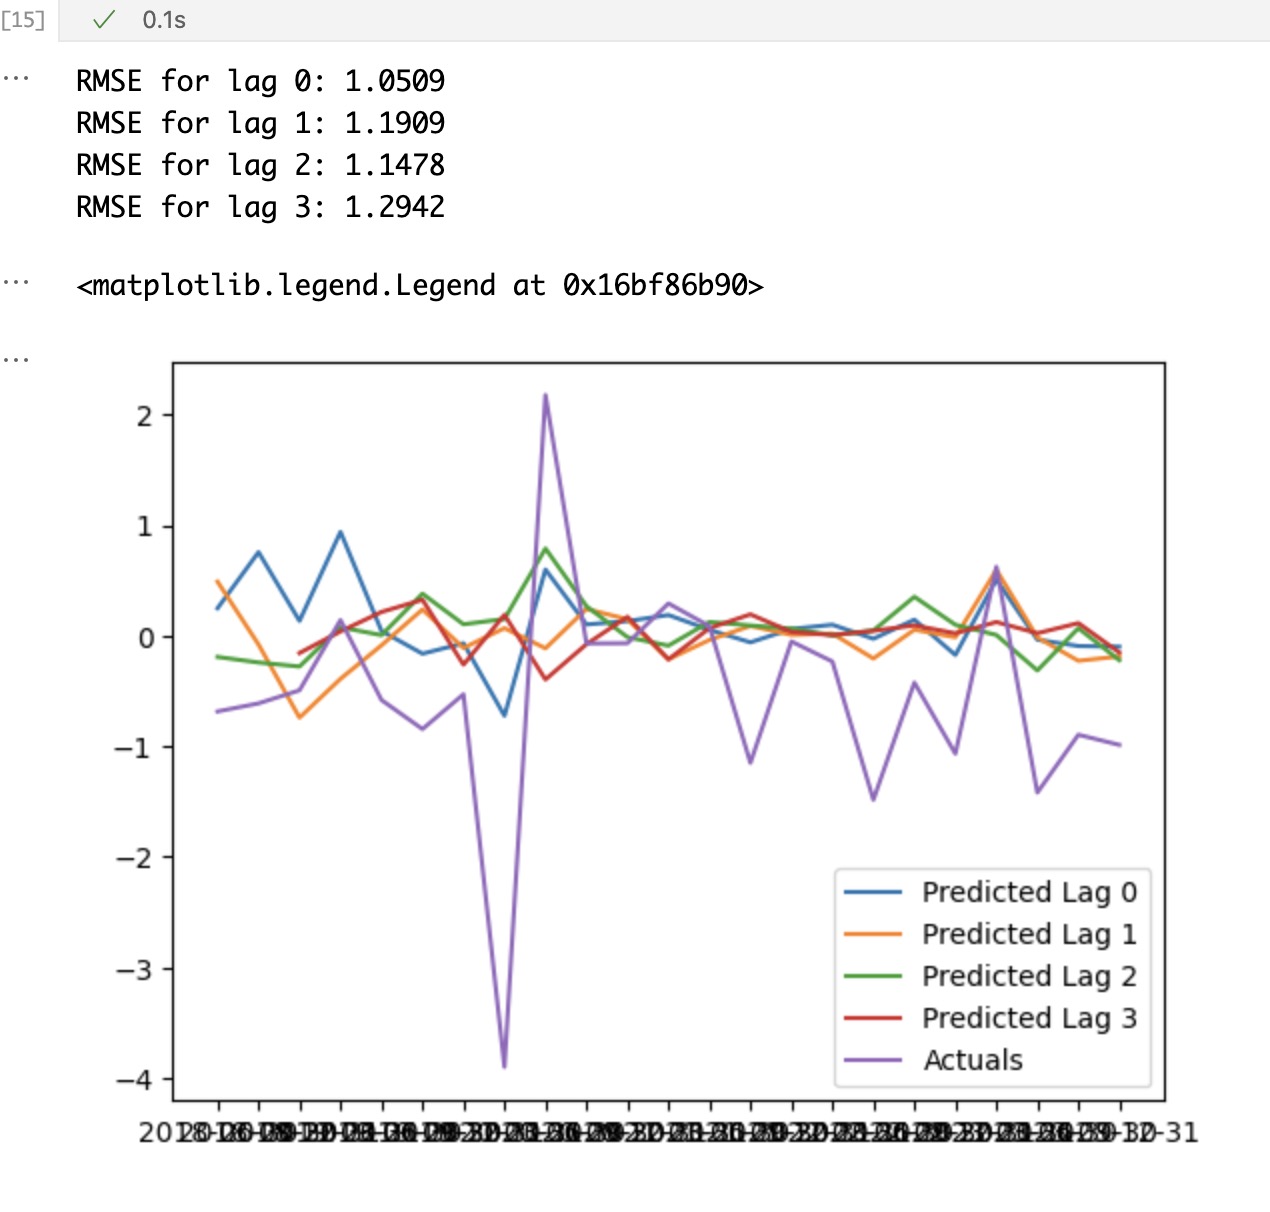 [15] ✓ 0.1s
... RMSE for lag 0: 1.0509
RMSE for lag 1: 1.1909
RMSE for lag 2: 1.1478
RMSE for lag 3: 1.2942
... <matplotlib.legend.Legend at 0x16bf86b90>
...
2
1
0
−1
−2
−3
−4
Predicted Lag 0
Predicted Lag 1
Predicted Lag 2
Predicted Lag 3
Actuals